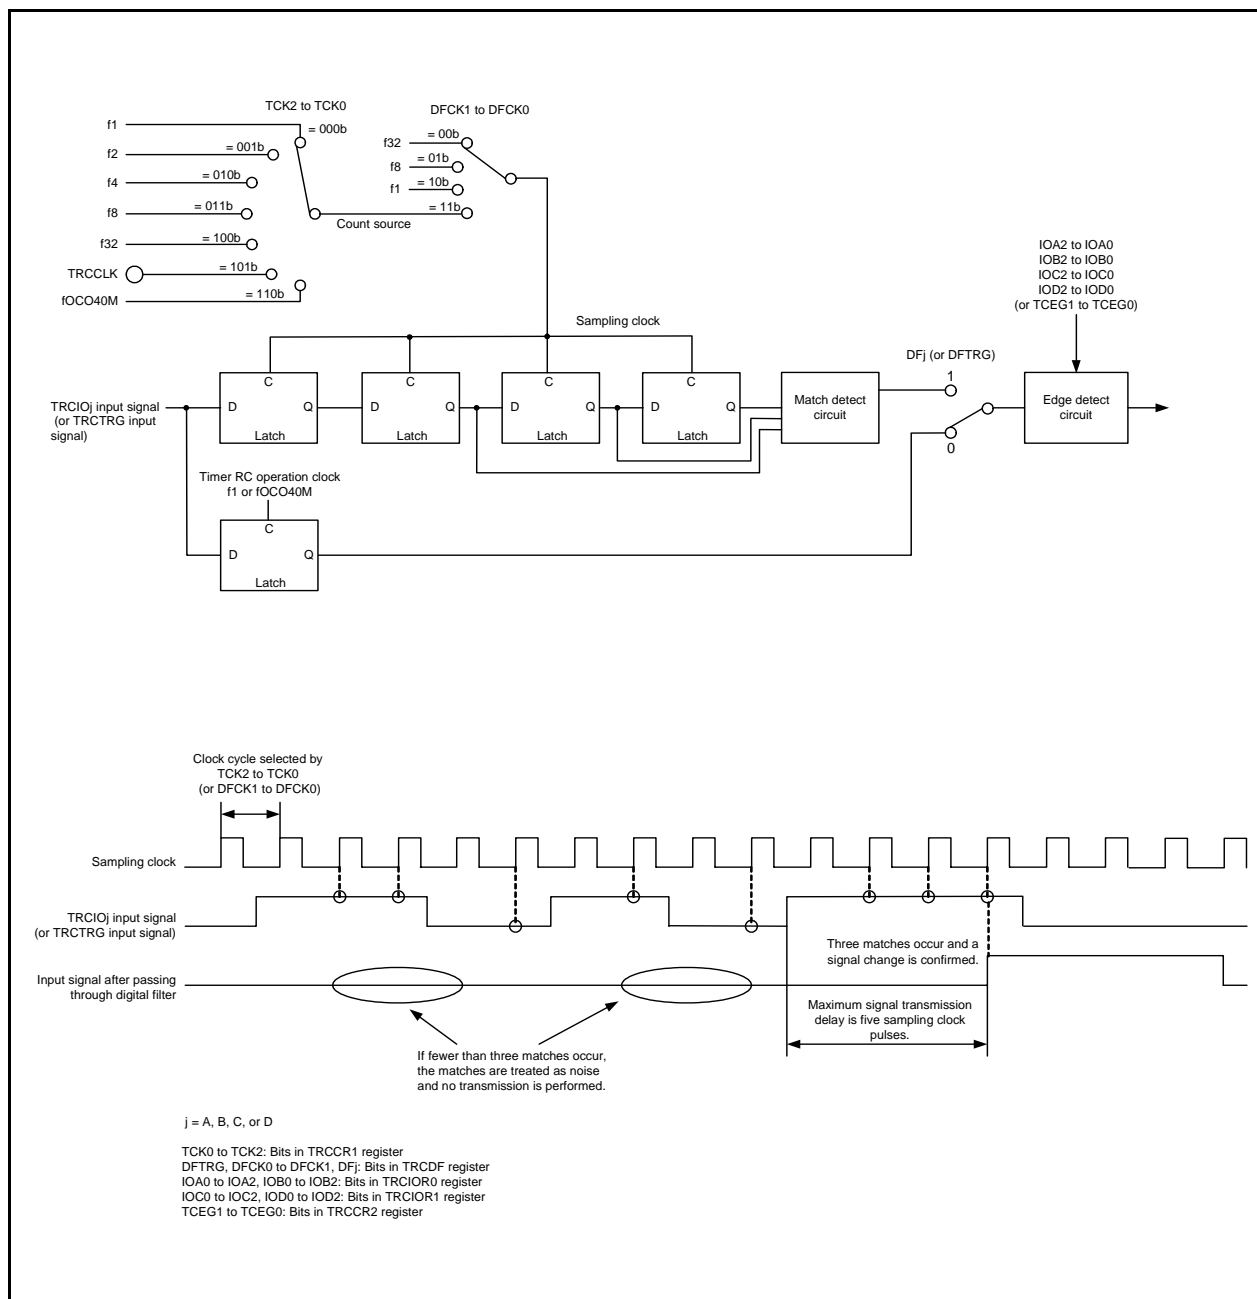 TCK2 to TCK0
DFCK1 to DFCK0
f1
= 000b
f2
= 001b
f4
= 010b
f8
= 011b
f32
= 100b
TRCCLK
= 101b
fOCO40M
= 110b
Count source
f32
= 00b
f8
= 01b
f1
= 10b
= 11b
IOA2 to IOA0
IOB2 to IOB0
IOC2 to IOC0
IOD2 to IOD0
(or TCEG1 to TCEG0)
Sampling clock
DFj (or DFTRG)
1
0
TRCIOj input signal
(or TRCTRG input
signal)
C
D
Q
Latch
C
D
Q
Latch
C
D
Q
Latch
C
D
Q
Latch
Match detect
circuit
Edge detect
circuit
Timer RC operation clock
f1 or fOCO40M
C
D
Q
Latch
Clock cycle selected by
TCK2 to TCK0
(or DFCK1 to DFCK0)
Sampling clock
TRCIOj input signal
(or TRCTRG input signal)
Three matches occur and a
signal change is confirmed.
Input signal after passing
through digital filter
Maximum signal transmission
delay is five sampling clock
pulses.
If fewer than three matches occur,
the matches are treated as noise
and no transmission is performed.
j = A, B, C, or D
TCK0 to TCK2: Bits in TRCCR1 register
DFTRG, DFCK0 to DFCK1, DFj: Bits in TRCDF register
IOA0 to IOA2, IOB0 to IOB2: Bits in TRCIOR0 register
IOC0 to IOC2, IOD0 to IOD2: Bits in TRCIOR1 register
TCEG1 to TCEG0: Bits in TRCCR2 register